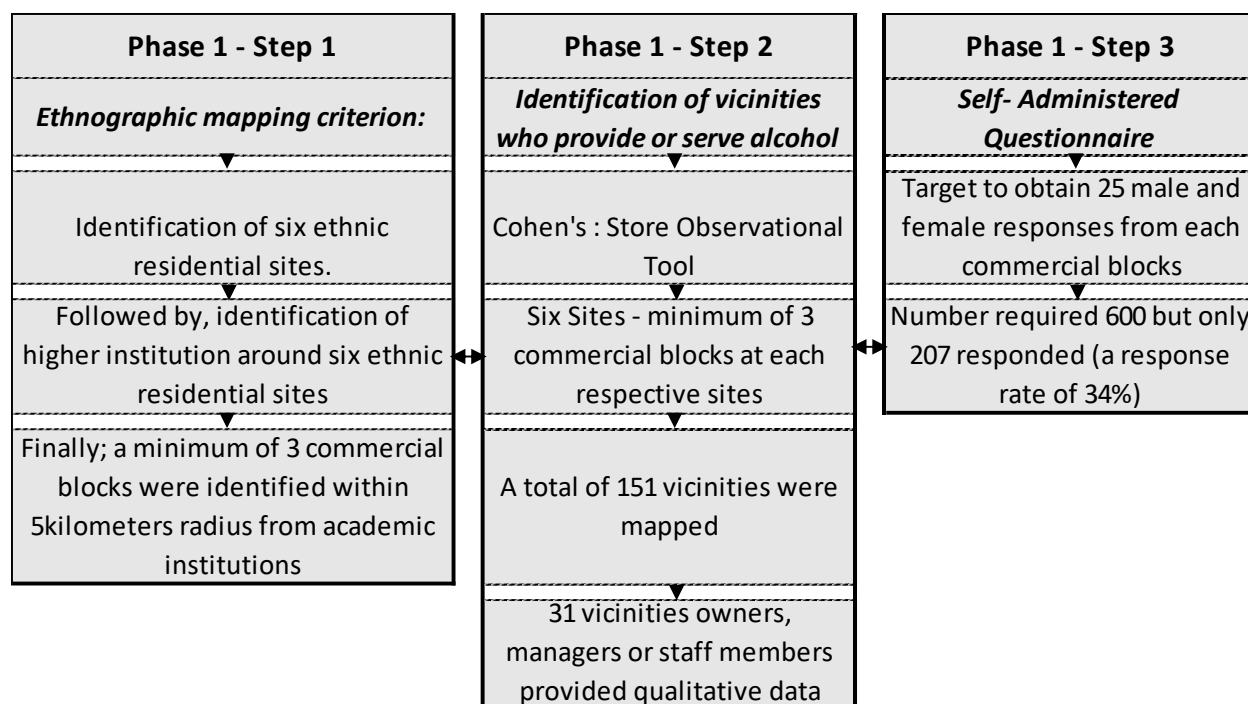 Phase 1 - Step 1
Ethnographic mapping criterion:
Identification of six ethnic
residential sites.
Followed by, identification of
higher institution around six ethnic
residential sites
Finally; a minimum of 3 commercial
blocks were identified within
5kilometers radius from academic
institutions
Phase 1 - Step 2
Identification of vicinities
who provide or serve alcohol
Cohen's : Store Observational
Tool
Six Sites - minimum of 3
commercial blocks at each
respective sites
A total of 151 vicinities were
mapped
31 vicinities owners,
managers or staff members
provided qualitative data
Phase 1 - Step 3
Self- Administered
Questionnaire
Target to obtain 25 male and
female responses from each
commercial blocks
Number required 600 but only
207 responded (a response
rate of 34%)